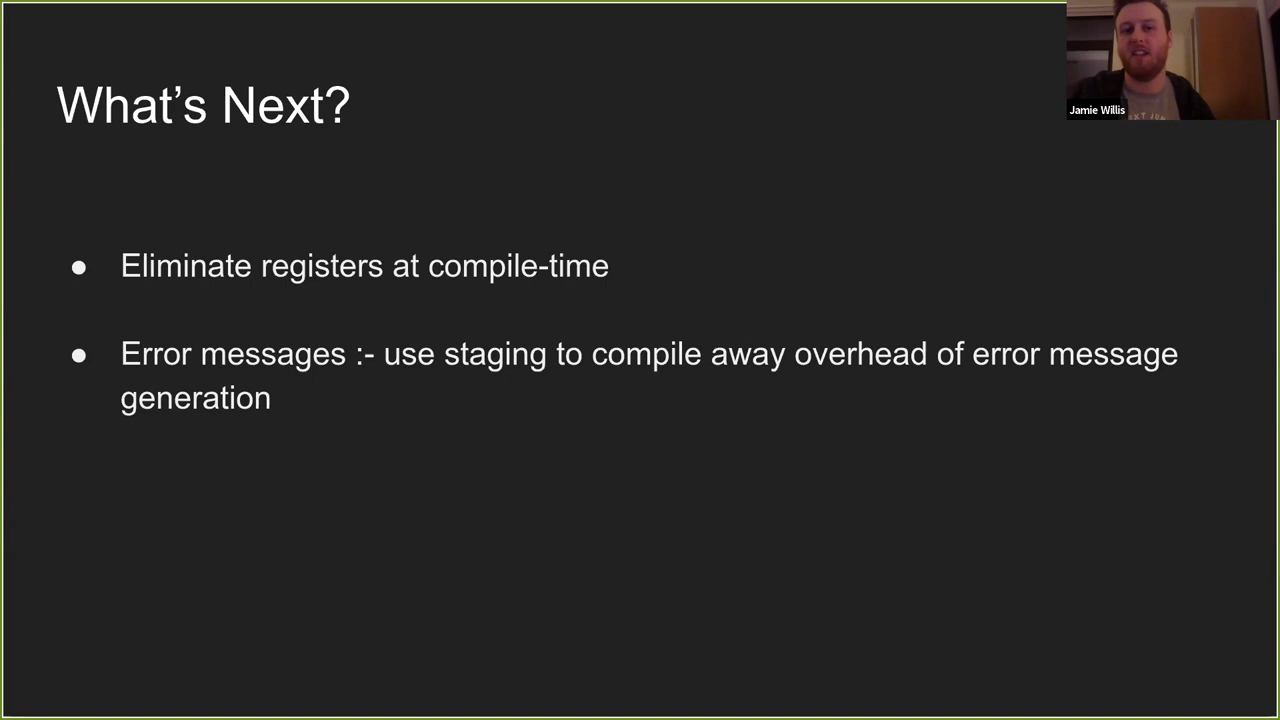 What’s Next?
Jamie Willis
● Eliminate registers at compile-time
● Error messages :- use staging to compile away overhead of error message
generation